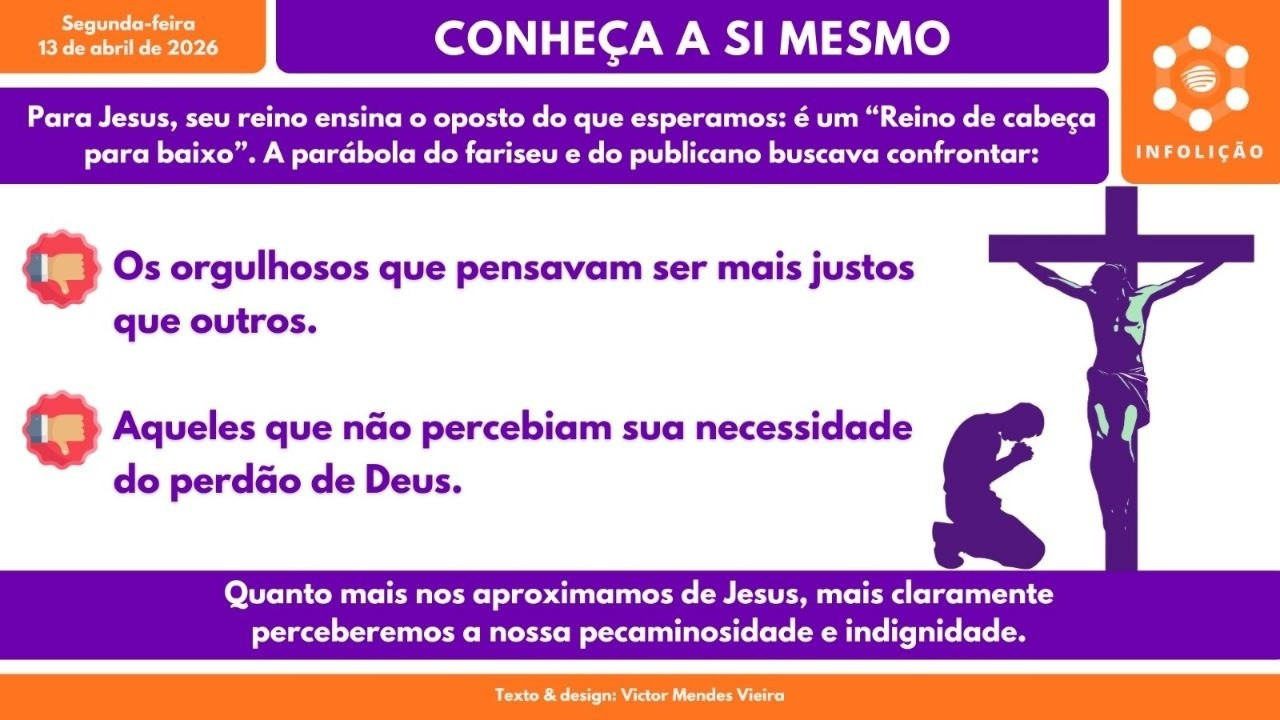 Segunda-feira
13 de abril de 2026
CONHEÇA A SI MESMO
INFOLIÇÃO
Para Jesus, seu reino ensina o oposto do que esperamos: é um “Reino de cabeça
para baixo”. A parábola do fariseu e do publicano buscava confrontar:
Os orgulhosos que pensavam ser mais justos
que outros.
Aqueles que não percebiam sua necessidade
do perdão de Deus.
Quanto mais nos aproximamos de Jesus, mais claramente
perceberemos a nossa pecaminosidade e indignidade.
Texto & design: Victor Mendes Vieira